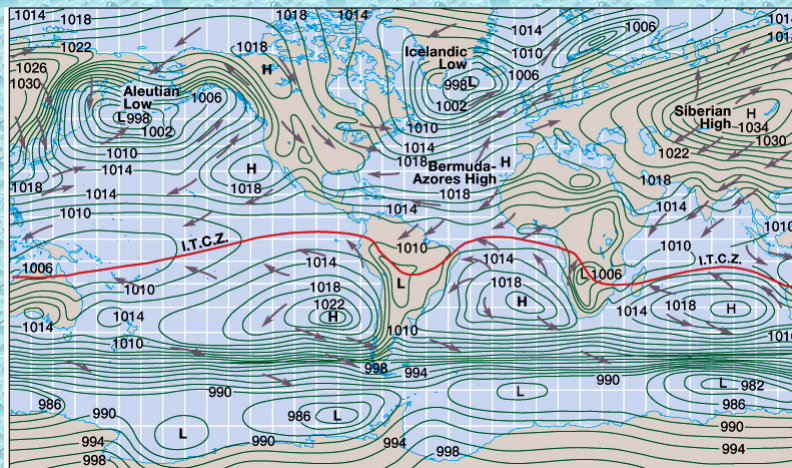 1014
1018
1018
1014
1014
1006
1014
1018
1022
1026
1030
H
Icelandic
Low
998 L
1002
1010
1006
Aleutian
Low
L 998
1002
1006
1010
1014
H
1018
1018
1014
1010
1010
1014
1018
Bermuda-
Azores High
H
1018
1014
Siberian
High
H
1034
1030
1022
1018
1014
1010
1010
I.T.C.Z.
I.T.C.Z.
1006
1010
1014
1014
1010
1014
1018
1022
H
1010
L
1010
1014
1018
H
L 1006
1014
1018
H
1010
998
994
990
990
986
990
994
998
L
990
986
L
994
998
L
L
982
986
990
994